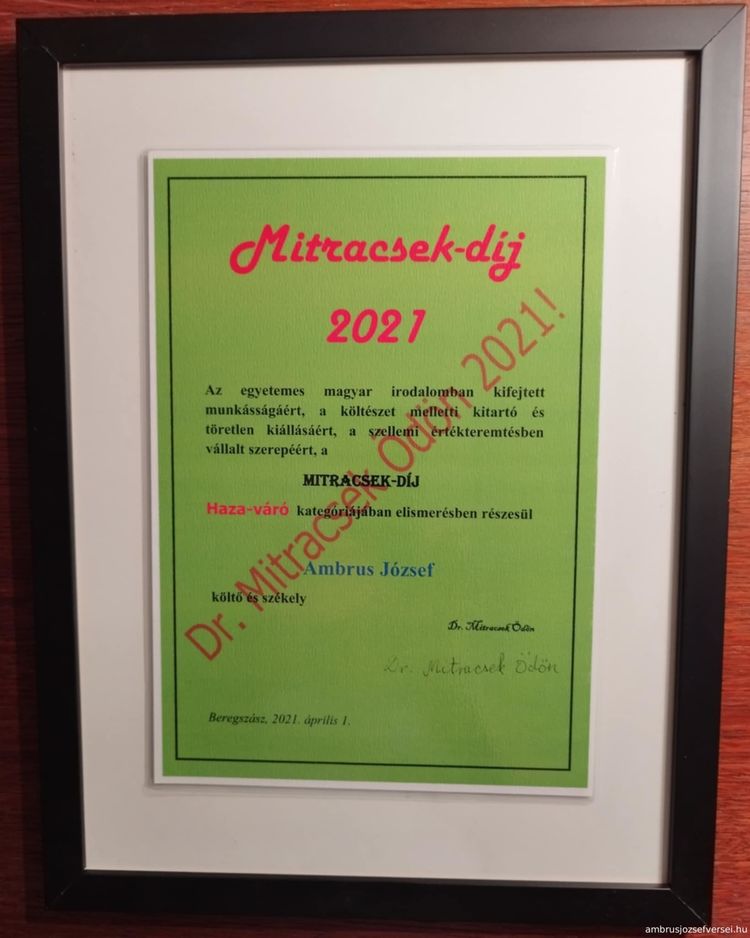 Mitracsek-díj
2021
Az egyetemes magyar irodalomban kifejtett
munkásságáért, a költészet melletti kitartó és
töretlen kiállásáért, a szellemi értékteremtésben
vállalt szerepéért, a
MITRACSEK-DÍJ
Haza-váró kategóriájában elismerésben részesül
Ambrus József
költő és székely
Dr. Mitracsek Ödön
Dr. Mitracsek Ödön
Beregszász, 2021. április 1.
Dr. Mitracsek Ödön 2021!
ambrusjozsefversei.hu